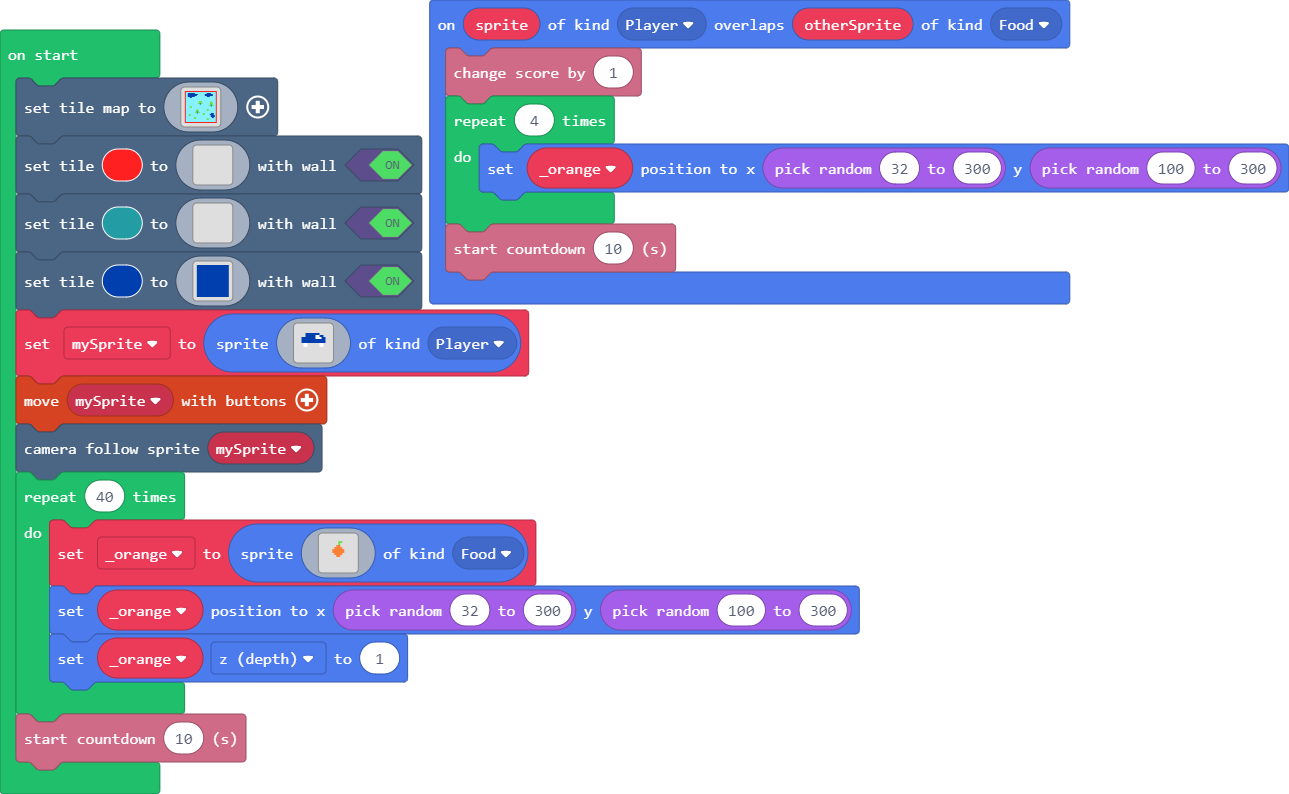 on start
set tile map to
set tile to with wall ON
set tile to with wall ON
set tile to with wall ON
set mySprite to sprite of kind Player
move mySprite with buttons
camera follow sprite mySprite
repeat 40 times
do
set _orange to sprite of kind Food
set _orange position to x pick random 32 to 300 y pick random 100 to 300
set _orange z (depth) to 1
start countdown 10 (s)
on sprite of kind Player overlaps otherSprite of kind Food
change score by 1
repeat 4 times
do
set _orange position to x pick random 32 to 300 y pick random 100 to 300
start countdown 10 (s)